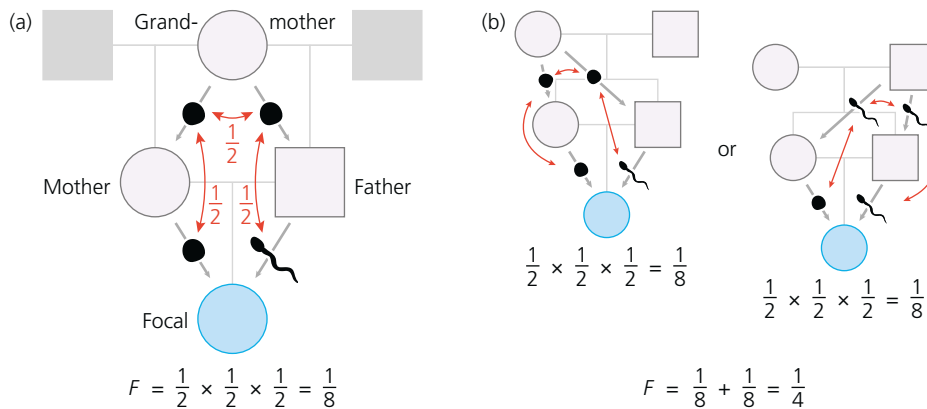 (a)
Grand- mother
1/2
Mother
Father
1/2 1/2
Focal
F = 1/2 × 1/2 × 1/2 = 1/8
(b)
or
1/2 × 1/2 × 1/2 = 1/8
1/2 × 1/2 × 1/2 = 1/8
F = 1/8 + 1/8 = 1/4